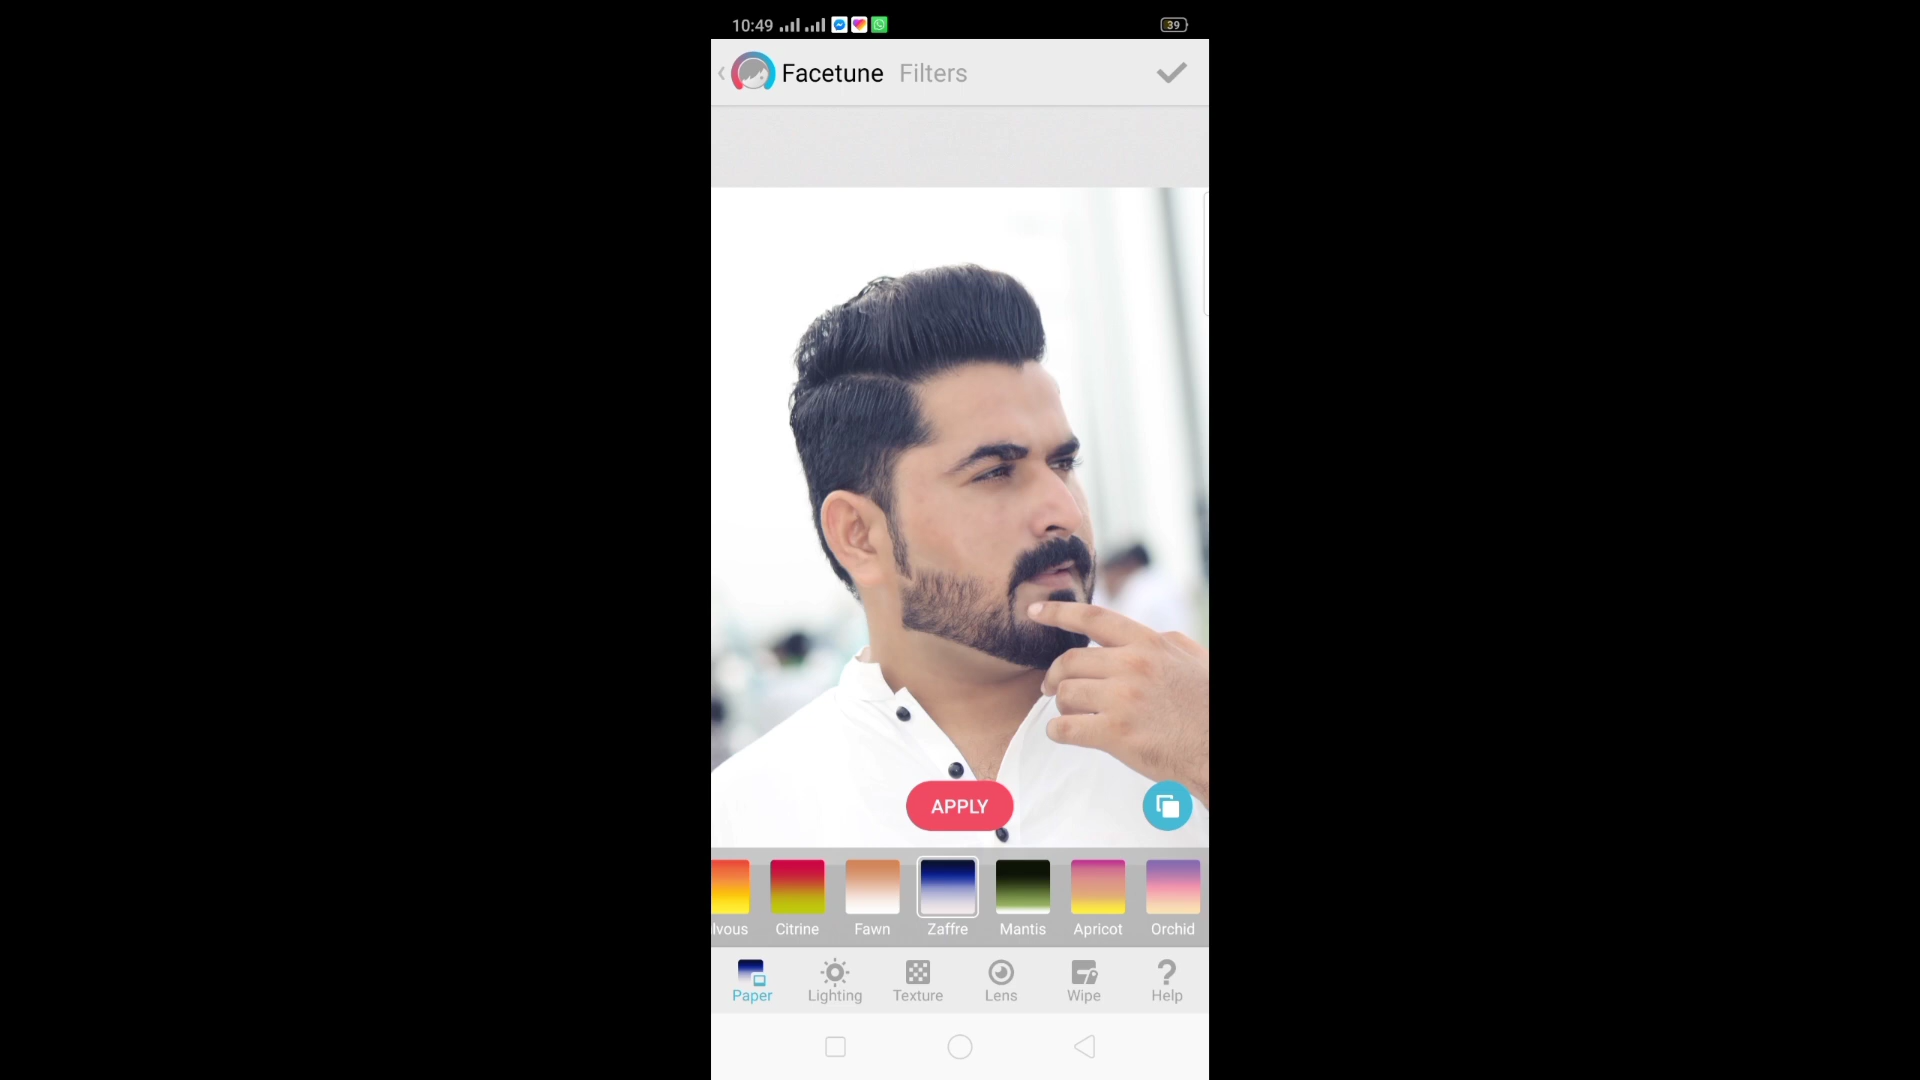 10:49 39
Facetune Filters
APPLY
lvous Citrine Fawn Zaffre Mantis Apricot Orchid
Paper Lighting Texture Lens Wipe Help